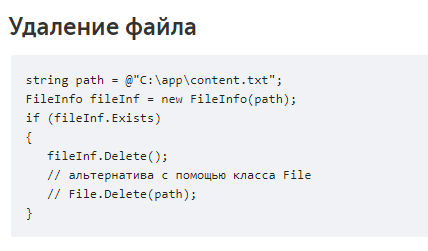 Удаление файла
string path = @"C:\app\content.txt";
FileInfo fileInf = new FileInfo(path);
if (fileInf.Exists)
{
   fileInf.Delete();
   // альтернатива с помощью класса File
   // File.Delete(path);
}